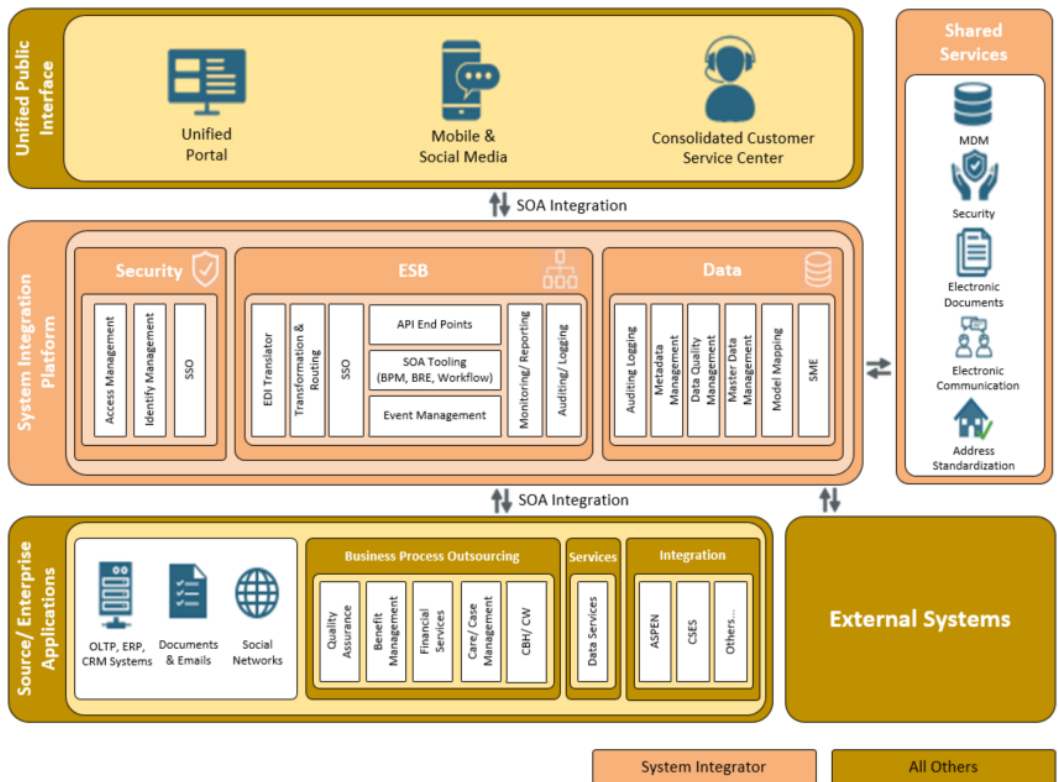 Unified Public
Interface
Unified
Portal
Mobile &
Social Media
Consolidated Customer
Service Center
Shared
Services
MDM
Security
Electronic
Documents
Electronic
Communication
Address
Standardization
SOA Integration
System Integration
Platform
Security
Access Management
Identify Management
SSO
ESB
EDI Translator
Transformation &
Routing
SSO
API End Points
SOA Tooling
(BPM, BRE, Workflow)
Event Management
Monitoring/ Reporting
Auditing/ Logging
Data
Auditing Logging
Metadata
Management
Data Quality
Management
Master Data
Management
Model Mapping
SME
SOA Integration
Source/ Enterprise
Applications
OLTP, ERP,
CRM Systems
Documents
& Emails
Social
Networks
Business Process Outsourcing
Quality
Assurance
Benefit
Management
Financial
Services
Care/ Case
Management
CBH/ CW
Services
Data Services
Integration
ASPEN
CSES
Others...
External Systems
System Integrator
All Others